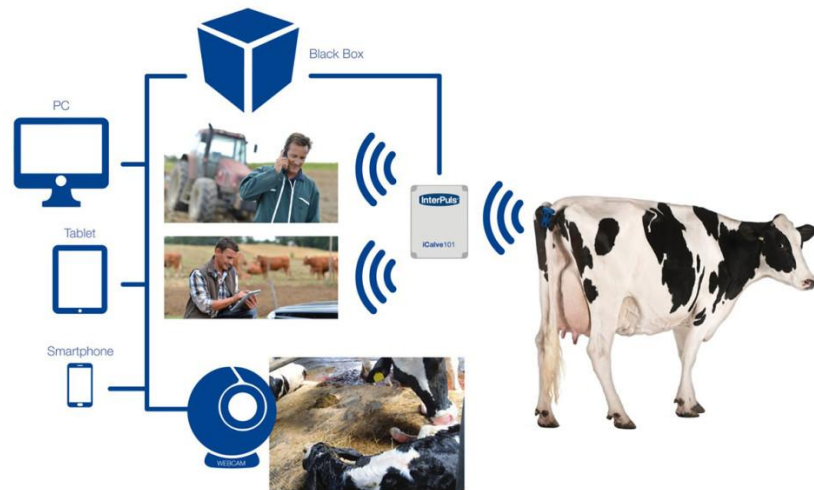 Black Box
PC
InterPuls
iCalve101
Tablet
Smartphone
WEBCAM